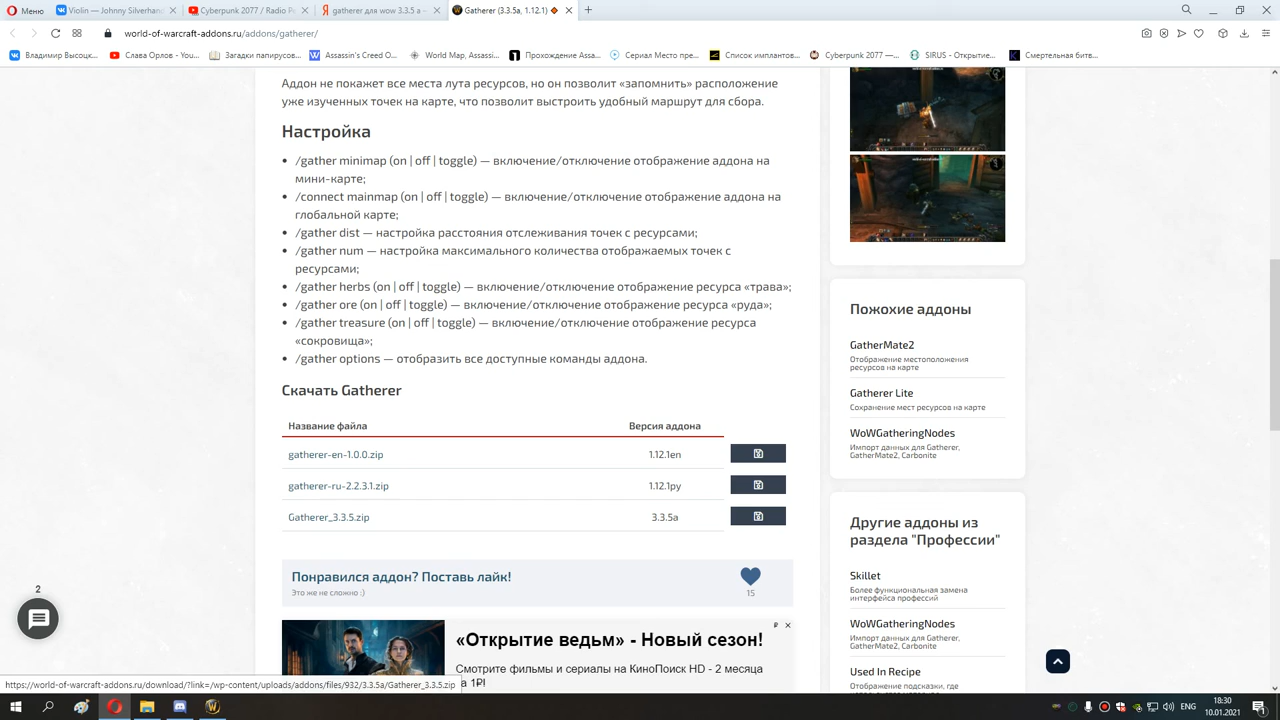 Меню
Violin — Johnny Silverhand
Cyberpunk 2077 / Radio Pe
gatherer для wow 3.3.5 a —
Gatherer (3.3.5a, 1.12.1)
world-of-warcraft-addons.ru/addons/gatherer/
Владимир Высоцк...
Слава Орлов - You...
Загадки папирусов...
Assassin's Creed O...
World Map, Assassi...
Прохождение Assa...
Сериал Место пре...
Список имплантов...
Cyberpunk 2077 —...
SIRUS - Открытие...
Смертельная битв...
Аддон не покажет все места лута ресурсов, но он позволит «запомнить» расположение
уже изученных точек на карте, что позволит выстроить удобный маршрут для сбора.
Настройка
/gather minimap (on | off | toggle) — включение/отключение отображение аддона на
мини-карте;
/connect mainmap (on | off | toggle) — включение/отключение отображение аддона на
глобальной карте;
/gather dist — настройка расстояния отслеживания точек с ресурсами;
/gather num — настройка максимального количества отображаемых точек с
ресурсами;
/gather herbs (on | off | toggle) — включение/отключение отображение ресурса «трава»;
/gather ore (on | off | toggle) — включение/отключение отображение ресурса «руда»;
/gather treasure (on | off | toggle) — включение/отключение отображение ресурса
«сокровища»;
/gather options — отобразить все доступные команды аддона.
Скачать Gatherer
Название файла Версия аддона
gatherer-en-1.0.0.zip 1.12.1en
gatherer-ru-2.2.3.1.zip 1.12.1ру
Gatherer_3.3.5.zip 3.3.5a
Понравился аддон? Поставь лайк!
Это же не сложно :)
15
«Открытие ведьм» - Новый сезон!
Смотрите фильмы и сериалы на КиноПоиск HD - 2 месяца
за 1₽!
Похожие аддоны
GatherMate2
Отображение местоположения
ресурсов на карте
Gatherer Lite
Сохранение мест ресурсов на карте
WoWGatheringNodes
Импорт данных для Gatherer,
GatherMate2, Carbonite
Другие аддоны из
раздела "Профессии"
Skillet
Более функциональная замена
интерфейса профессий
WoWGatheringNodes
Импорт данных для Gatherer,
GatherMate2, Carbonite
Used In Recipe
Отображение подсказки, где
2
https://world-of-warcraft-addons.ru/download/?link=/wp-content/uploads/addons/files/932/3.3.5a/Gatherer_3.3.5.zip
18:30
10.01.2021
1